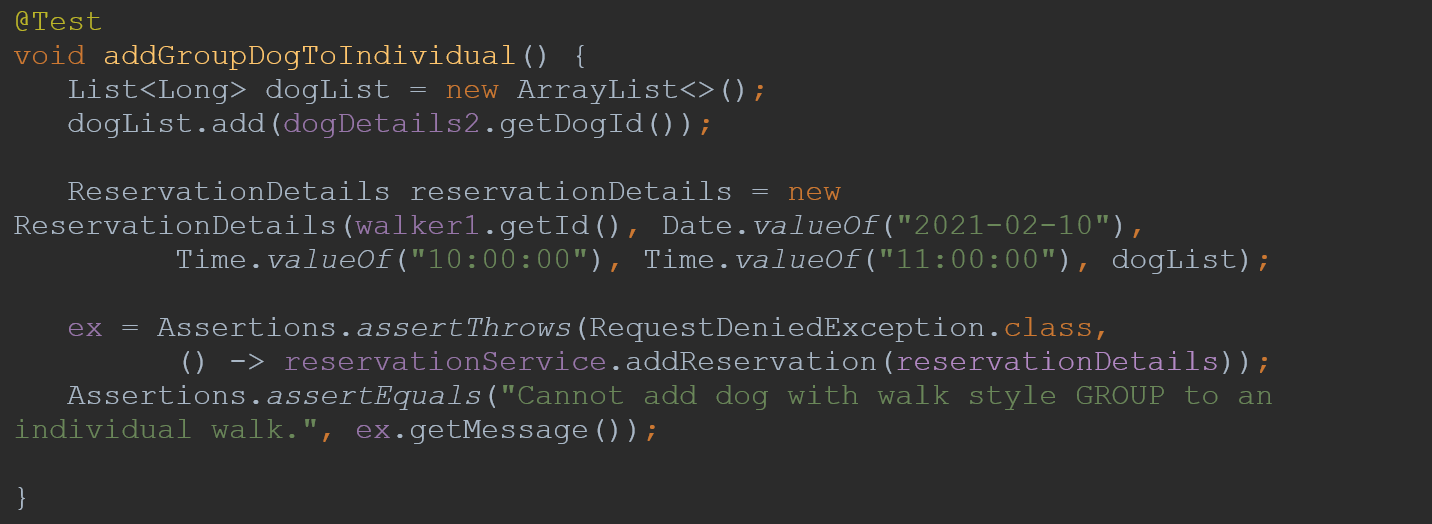 @Test
void addGroupDogToIndividual() {
List<Long> dogList = new ArrayList<>();
dogList.add(dogDetails2.getDogId());
ReservationDetails reservationDetails = new
ReservationDetails(walker1.getId(), Date.valueOf("2021-02-10"),
Time.valueOf("10:00:00"), Time.valueOf("11:00:00"), dogList);
ex = Assertions.assertThrows(RequestDeniedException.class,
() -> reservationService.addReservation(reservationDetails));
Assertions.assertEquals("Cannot add dog with walk style GROUP to an
individual walk.", ex.getMessage());
}